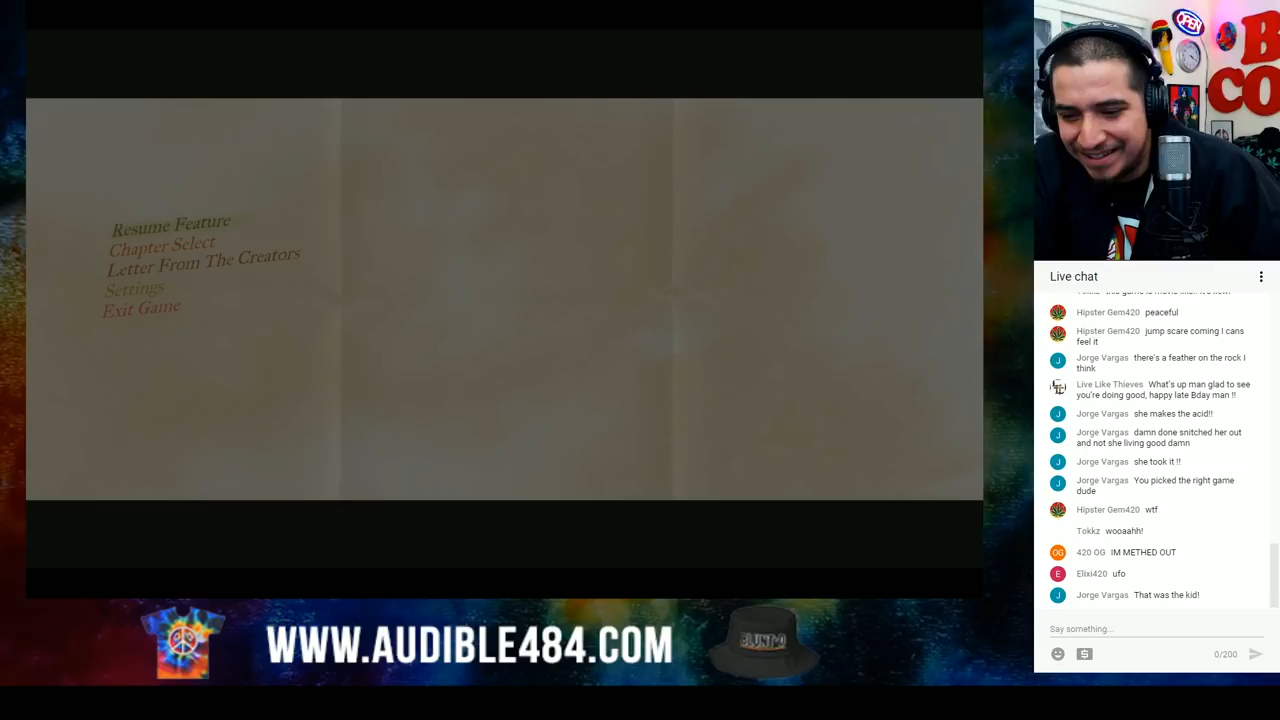 Resume Feature
Chapter Select
Letter From The Creators
Settings
Exit Game
OPEN
B
CO
Live chat
Hipster Gem420 peaceful
Hipster Gem420 jump scare coming I cans
feel it
Jorge Vargas there's a feather on the rock I
think
Live Like Thieves What's up man glad to see
you're doing good, happy late Bday man !!
Jorge Vargas she makes the acid!!
Jorge Vargas damn done snitched her out
and not she living good damn
Jorge Vargas she took it !!
Jorge Vargas You picked the right game
dude
Hipster Gem420 wtf
Tokkz wooaahh!
OG 420 OG IM METHED OUT
E Elixi420 ufo
J Jorge Vargas That was the kid!
Say something...
0/200
WWW.AUDIBLE484.COM